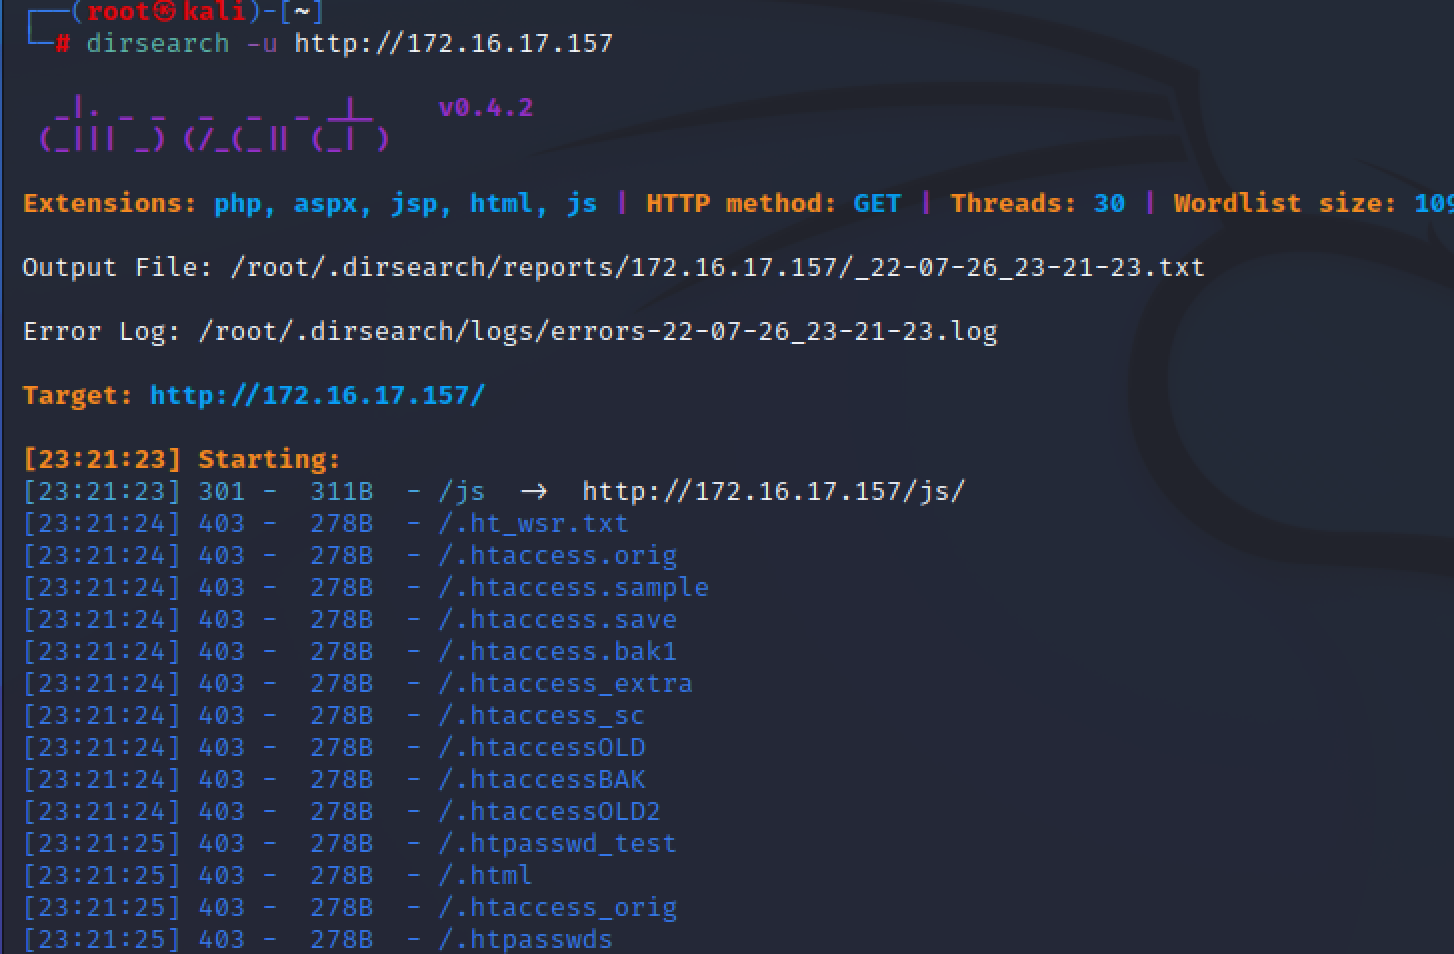 ┌──(root㉿kali)-[~]
└─# dirsearch -u http://172.16.17.157
  _|. _ _  _  _  _ _|_    v0.4.2
 (_||| _) (/_(_|| (_| )
Extensions: php, aspx, jsp, html, js | HTTP method: GET | Threads: 30 | Wordlist size: 109
Output File: /root/.dirsearch/reports/172.16.17.157/_22-07-26_23-21-23.txt
Error Log: /root/.dirsearch/logs/errors-22-07-26_23-21-23.log
Target: http://172.16.17.157/
[23:21:23] Starting:
[23:21:23] 301 -  311B  - /js  →  http://172.16.17.157/js/
[23:21:24] 403 -  278B  - /.ht_wsr.txt
[23:21:24] 403 -  278B  - /.htaccess.orig
[23:21:24] 403 -  278B  - /.htaccess.sample
[23:21:24] 403 -  278B  - /.htaccess.save
[23:21:24] 403 -  278B  - /.htaccess.bak1
[23:21:24] 403 -  278B  - /.htaccess_extra
[23:21:24] 403 -  278B  - /.htaccess_sc
[23:21:24] 403 -  278B  - /.htaccessOLD
[23:21:24] 403 -  278B  - /.htaccessBAK
[23:21:24] 403 -  278B  - /.htaccessOLD2
[23:21:25] 403 -  278B  - /.htpasswd_test
[23:21:25] 403 -  278B  - /.html
[23:21:25] 403 -  278B  - /.htaccess_orig
[23:21:25] 403 -  278B  - /.htpasswds